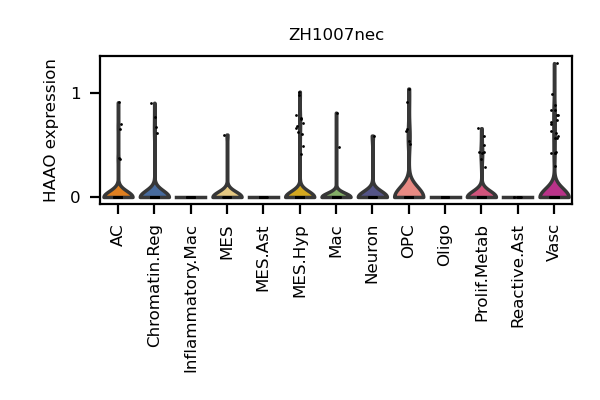 ZH1007nec
HAAO expression
1
0
AC
Chromatin.Reg
Inflammatory.Mac
MES
MES.Ast
MES.Hyp
Mac
Neuron
OPC
Oligo
Prolif.Metab
Reactive.Ast
Vasc